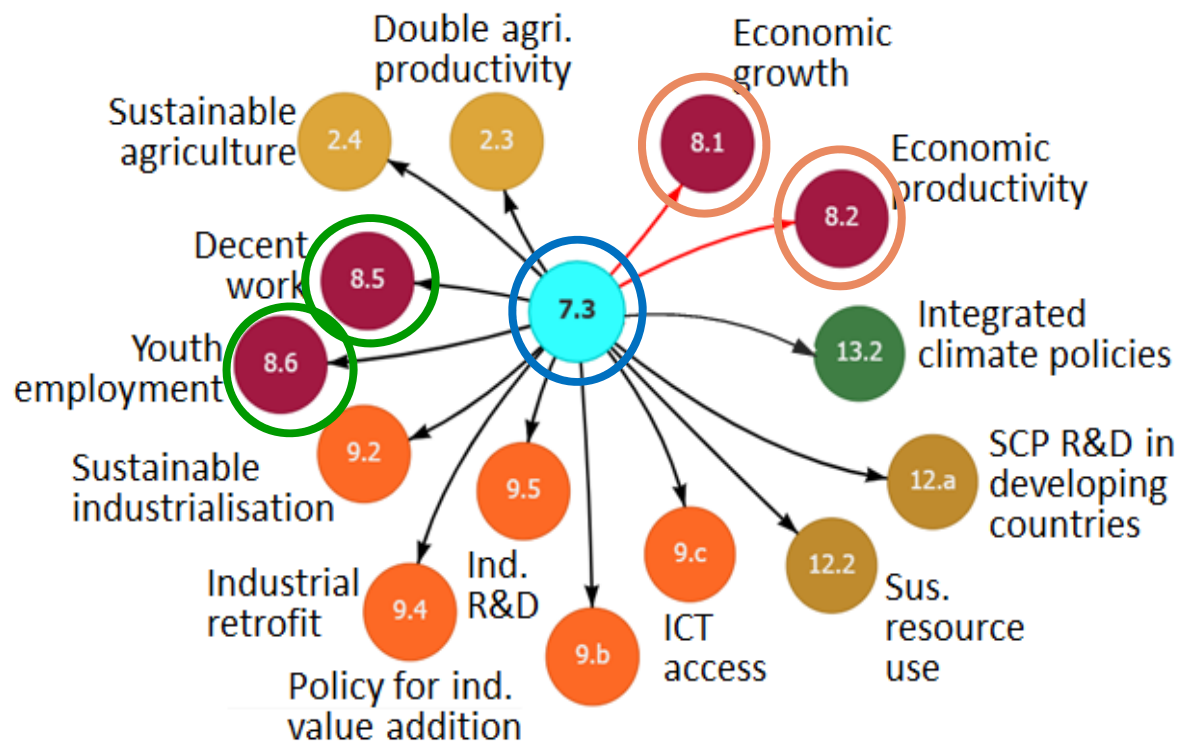 Double agri.
productivity
Economic
growth
Sustainable
agriculture
2.4
2.3
8.1
Economic
productivity
8.2
Decent
work
8.5
7.3
Youth
employment
8.6
Integrated
climate policies
13.2
Sustainable
industrialisation
9.2
9.5
SCP R&D in
developing
countries
12.a
Industrial
retrofit
9.4
Ind.
R&D
9.c
ICT
access
12.2
Sus.
resource
use
Policy for ind.
value addition
9.b